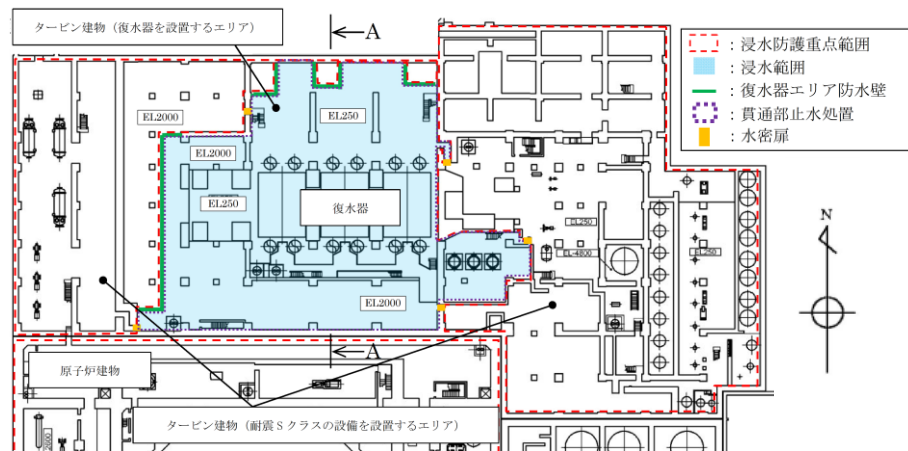 タービン建物（復水器を設置するエリア）
A
：浸水防護重点範囲
：浸水範囲
：復水器エリア防水壁
：貫通部止水処置
：水密扉
EL2000
EL250
EL2000
EL250
復水器
EL250
EL-4800
EL250
N
EL2000
A
原子炉建物
タービン建物（耐震Sクラスの設備を設置するエリア）